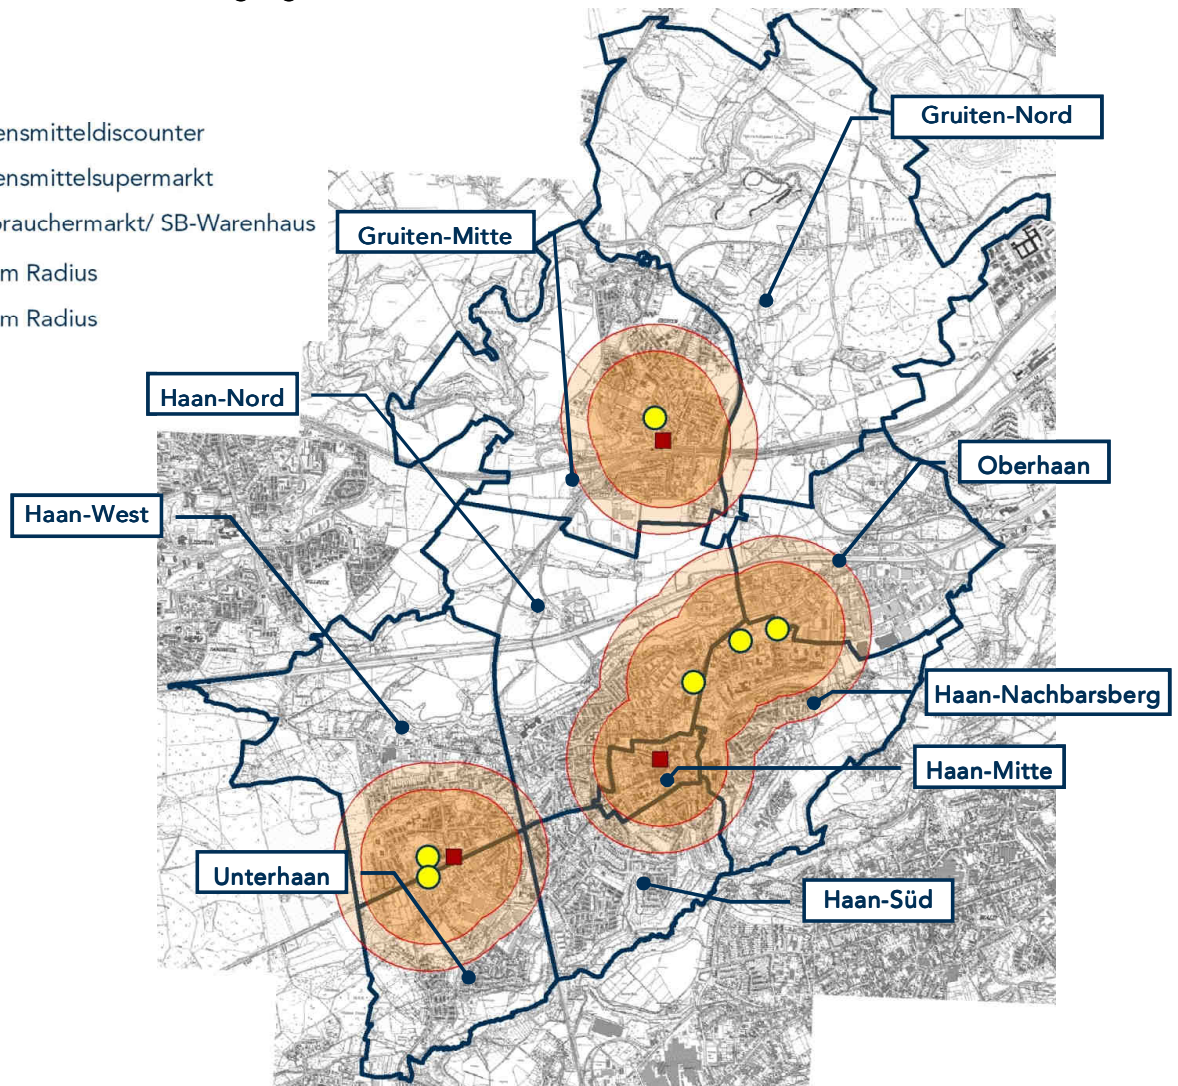 ensmitteldiscounter
ensmittelsupermarkt
brauchermarkt/ SB-Warenhaus
m Radius
m Radius
Gruiten-Nord
Gruiten-Mitte
Haan-Nord
Oberhaan
Haan-West
Haan-Nachbarsberg
Haan-Mitte
Unterhaan
Haan-Süd